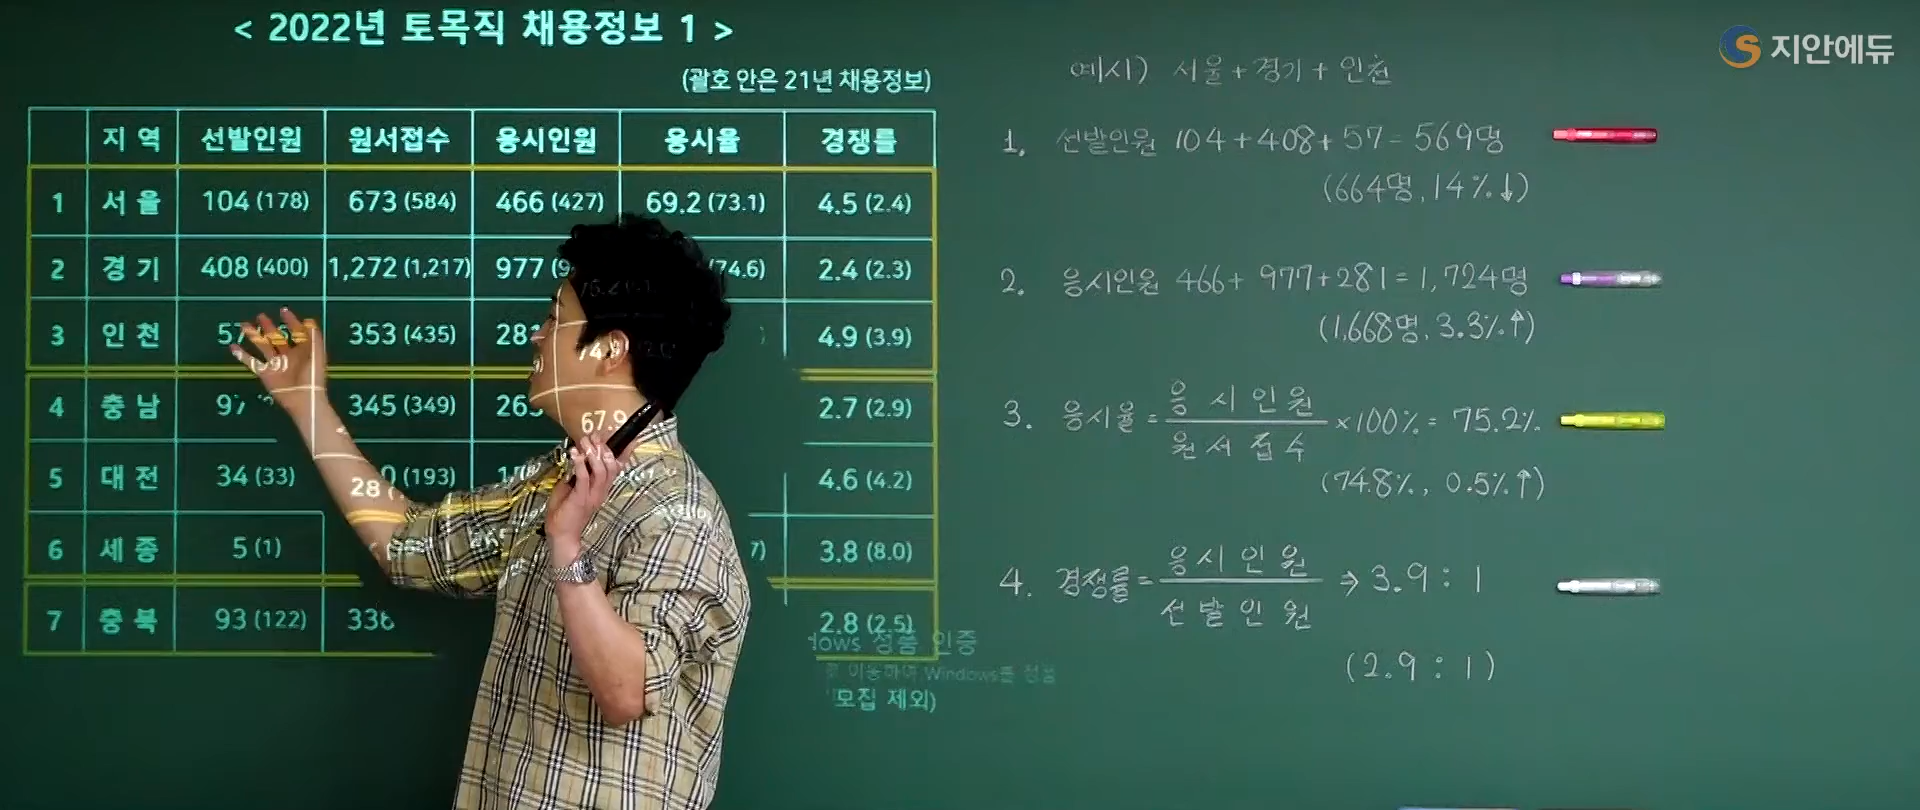 < 2022년 토목직 채용정보 1 >
(괄호 안은 21년 채용정보)
지역 선발인원 원서접수 응시인원 응시율 경쟁률
1 서울 104 (178) 673 (584) 466 (427) 69.2 (73.1) 4.5 (2.4)
2 경기 408 (400) 1,272 (1,217) 977 74.6) 2.4 (2.3)
3 인천 57 353 (435) 281 4.9 (3.9)
4 충남 97 345 (349) 2.7 (2.9)
5 대전 34 (33) (193) 4.6 (4.2)
6 세종 5 (1) 3.8 (8.0)
7 충북 93 (122) 336 2.8 (2.5)
67.9
28
모집 제외)
지안에듀
예시) 서울 + 경기 + 인천
1. 선발인원 104 + 408 + 57 = 569명
(664명, 14%↓)
2. 응시인원 466 + 977 + 281 = 1,724명
(1,668명, 3.3%↑)
3. 응시율 = 응시인원 / 원서접수 ×100% = 75.2%
(74.8%, 0.5%↑)
4. 경쟁률 = 응시인원 / 선발인원 → 3.9 : 1
(2.9 : 1)